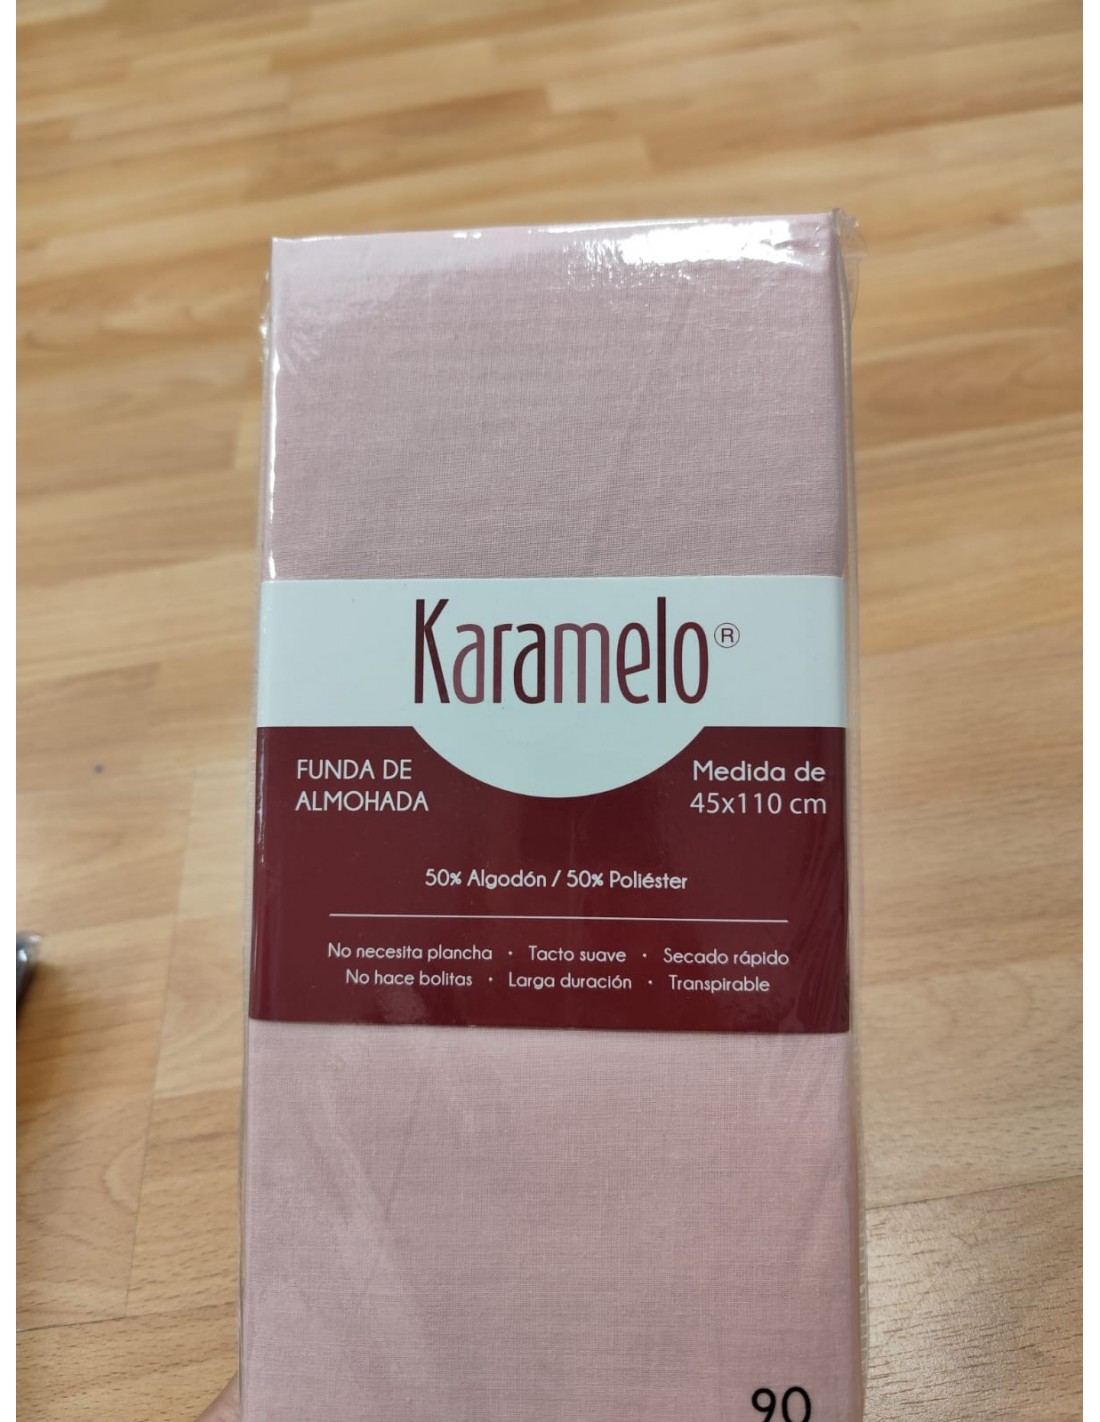 Karamelo®
FUNDA DE
ALMOHADA
Medida de
45x110 cm
50% Algodón / 50% Poliéster
No necesita plancha · Tacto suave · Secado rápido
No hace bolitas · Larga duración · Transpirable
90